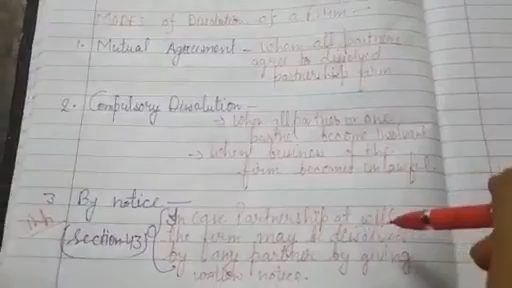 Modes of Dissolution of a Firm -
1. Mutual Agreement - When all partners
agree to dissolved
partnership firm
2. Compulsory Dissolution -
→ When all partner or one
partner become Insolvent
→ When business of the
firm becomes unlawful.
3 By notice -
Imp
(Section 43)
In case Partnership at will
the firm may be dissolved
by any partner by giving
notice.